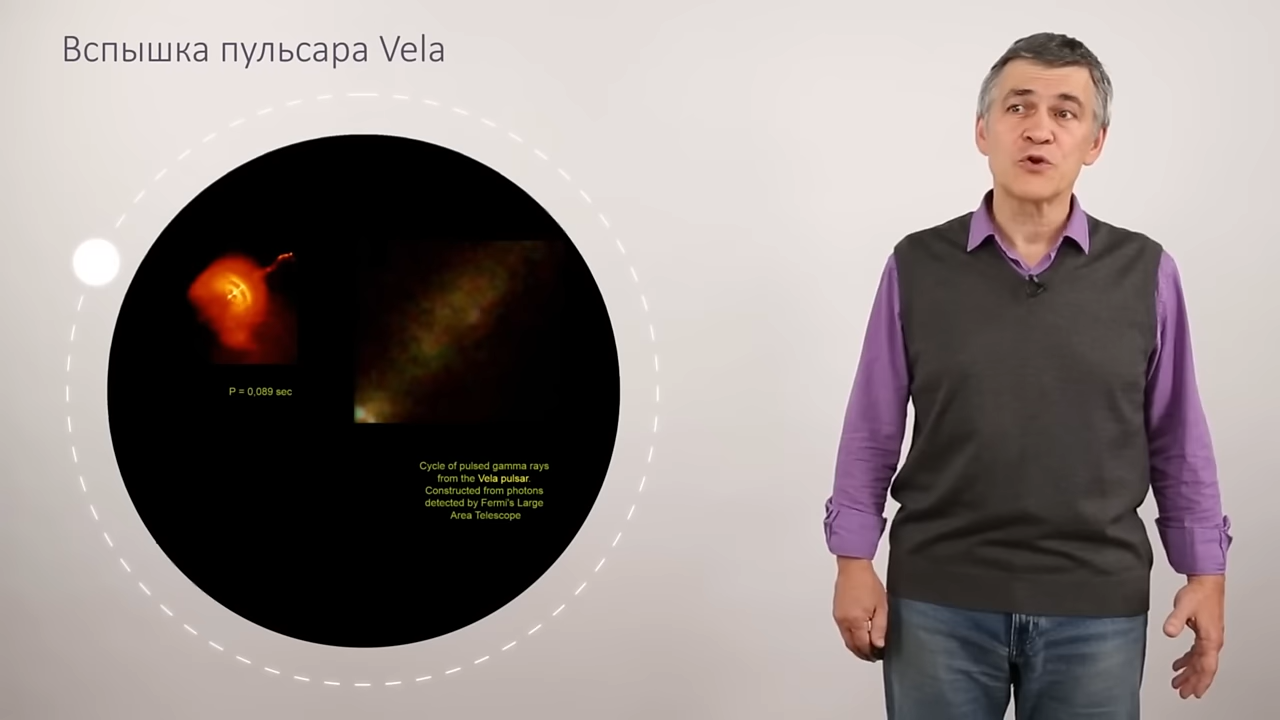 Вспышка пульсара Vela
P = 0,089 sec
Cycle of pulsed gamma rays
from the Vela pulsar.
Constructed from photons
detected by Fermi's Large
Area Telescope